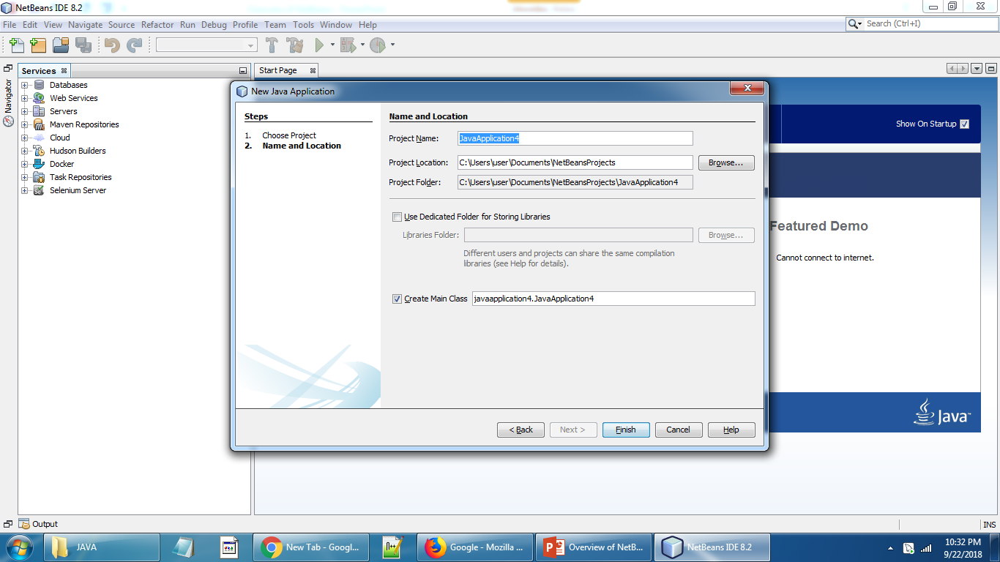 NetBeans IDE 8.2
File Edit View Navigate Source Refactor Run Debug Profile Team Tools Window Help
Search (Ctrl+I)
Navigator
Services
Databases
Web Services
Servers
Maven Repositories
Cloud
Hudson Builders
Docker
Task Repositories
Selenium Server
Start Page
Show On Startup
Featured Demo
Cannot connect to internet.
Java™
New Java Application
Steps
1. Choose Project
2. Name and Location
Name and Location
Project Name: JavaApplication4
Project Location: C:\Users\user\Documents\NetBeansProjects Browse...
Project Folder: C:\Users\user\Documents\NetBeansProjects\JavaApplication4
Use Dedicated Folder for Storing Libraries
Libraries Folder: Browse...
Different users and projects can share the same compilation
libraries (see Help for details).
Create Main Class javaapplication4.JavaApplication4
< Back Next > Finish Cancel Help
Output
INS
JAVA
New Tab - Googl...
Google - Mozilla ...
Overview of NetB...
NetBeans IDE 8.2
10:32 PM
9/22/2018